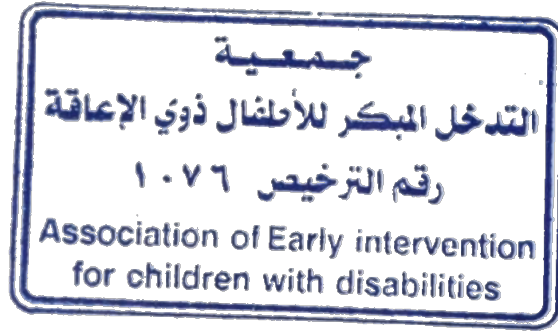 جمعية
التدخل المبكر للأطفال ذوي الإعاقة
رقم الترخيص ١٠٧٦
Association of Early intervention
for children with disabilities